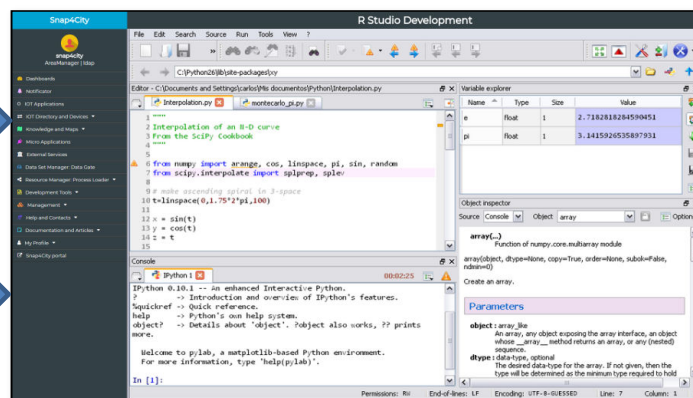 Snap4City
R Studio Development
snap4city
AreaManager | ldap
Dashboards
Notificator
IOT Applications
IOT Directory and Devices
Knowledge and Maps
Micro Applications
External Services
Data Set Manager: Data Gate
Resource Manager: Process Loader
Development Tools
Management
Help and Contacts
Documentation and Articles
My Profile
Snap4City portal
File Edit Search Source Run Tools View ?
C:\Python26\lib\site-packages\xy
Editor - C:\Documents and Settings\carlos\Mis documentos\Python\Interpolation.py
Interpolation.py
montecarlo_pi.py
1 """
2 Interpolation of an N-D curve
3 From the SciPy Cookbook
4 """
5
6 from numpy import arange, cos, linspace, pi, sin, random
7 from scipy.interpolate import splprep, splev
8
9 # make ascending spiral in 3-space
10 t=linspace(0,1.75*2*pi,100)
11
12 x = sin(t)
13 y = cos(t)
14 z = t
15
Variable explorer
Name Type Size Value
e float 1 2.7182818284590451
pi float 1 3.1415926535897931
Object inspector
Source Console Object array Option
array(...)
Function of numpy.core.multiarray module
array(object, dtype=None, copy=True, order=None, subok=False,
ndmin=0)
Create an array.
Parameters
object : array_like
An array, any object exposing the array interface, an object
whose __array__ method returns an array, or any (nested)
sequence.
dtype : data-type, optional
The desired data-type for the array. If not given, then the
type will be determined as the minimum type required to hold
Console
IPython 1
00:02:25
IPython 0.10.1 -- An enhanced Interactive Python.
? -> Introduction and overview of IPython's features.
%quickref -> Quick reference.
help -> Python's own help system.
object? -> Details about 'object'. ?object also works, ?? prints
more.
Welcome to pylab, a matplotlib-based Python environment.
For more information, type 'help(pylab)'.
In [1]:
Permissions: RW End-of-lines: LF Encoding: UTF-8-GUESSED Line: 7 Column: 1